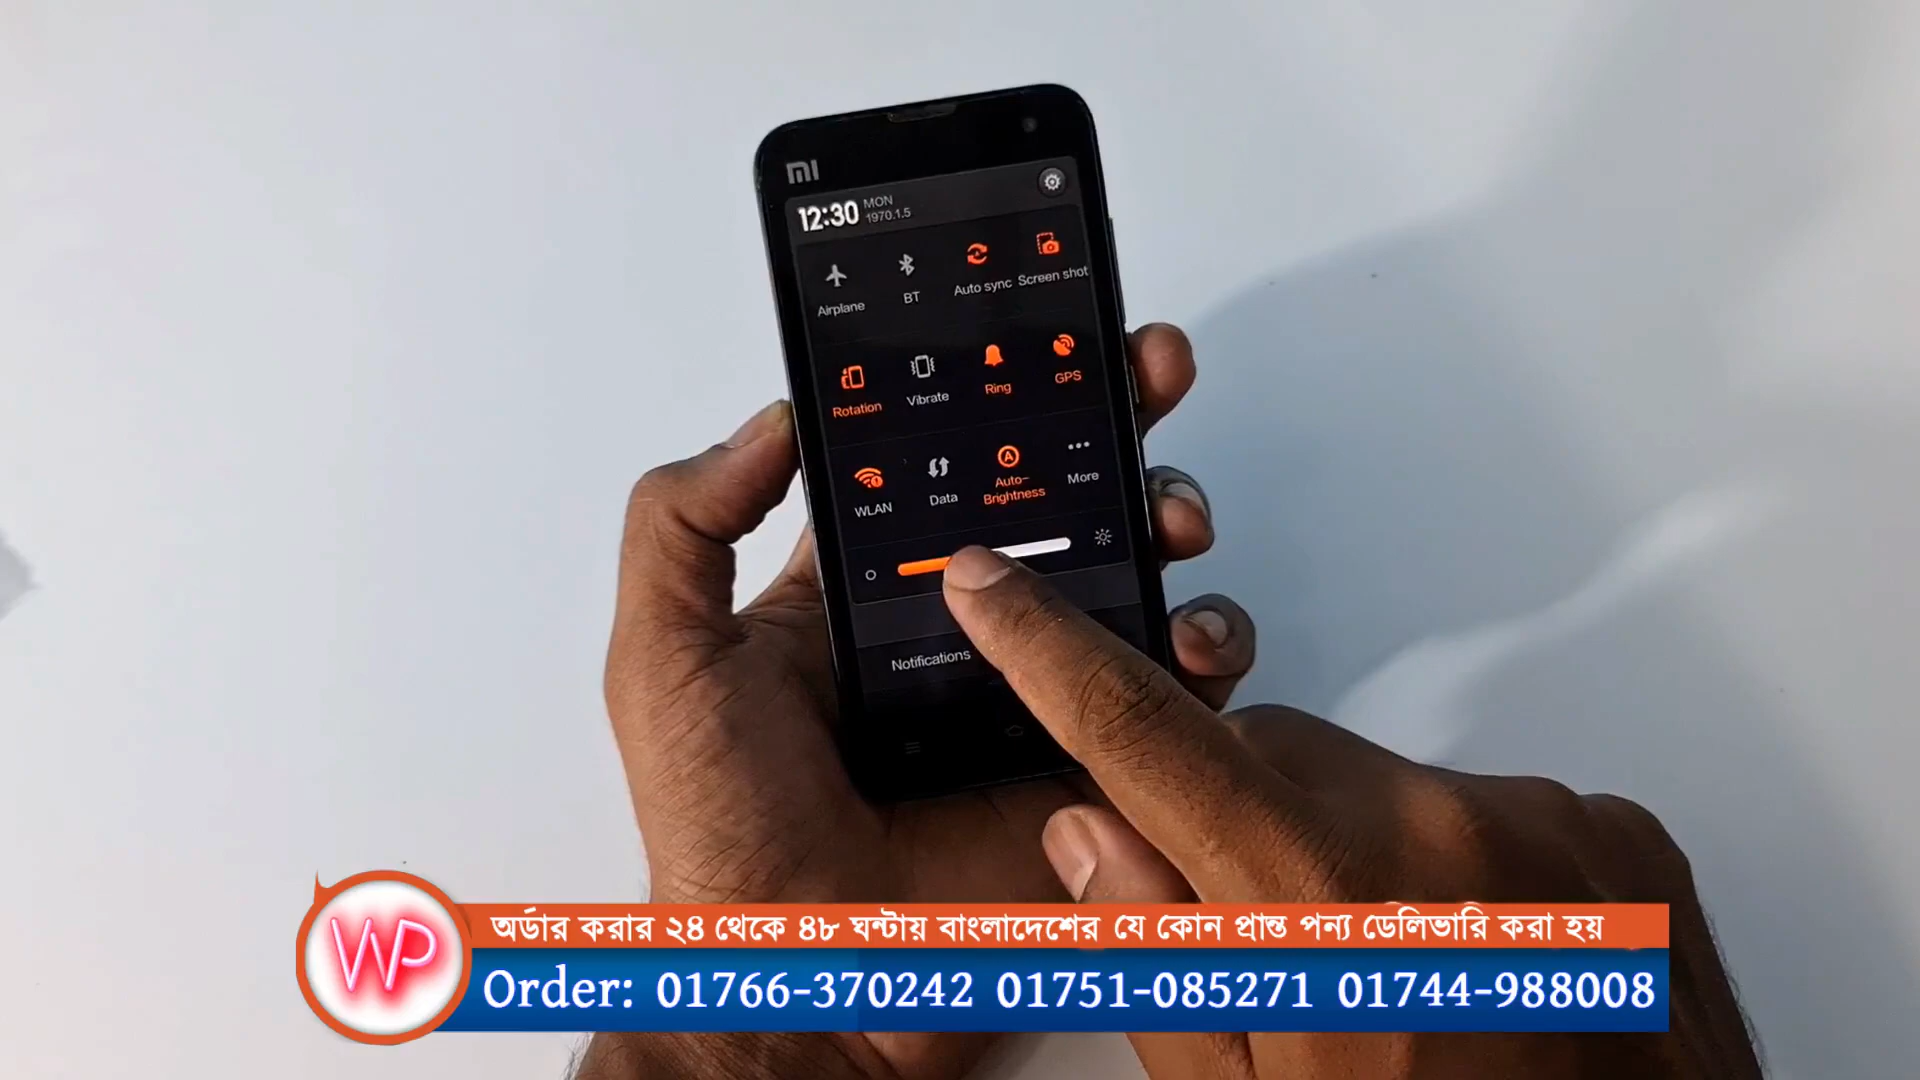 mi
12:30 MON
1970.1.5
Airplane BT Auto sync Screen shot
Rotation Vibrate Ring GPS
WLAN Data Auto-
Brightness More
Notifications
WP
অর্ডার করার ২৪ থেকে ৪৮ ঘন্টায় বাংলাদেশের যে কোন প্রান্ত পন্য ডেলিভারি করা হয়
Order: 01766-370242 01751-085271 01744-988008